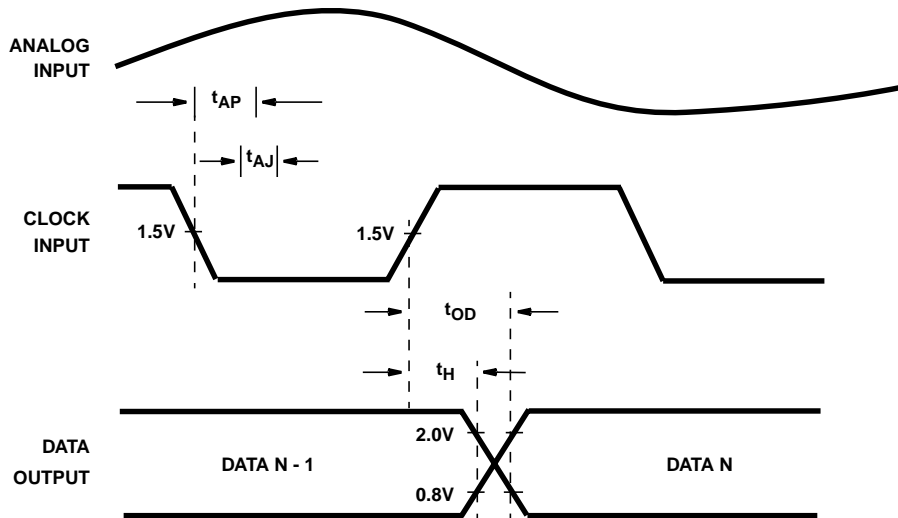 ANALOG
INPUT
tAP
tAJ
CLOCK
INPUT
1.5V
1.5V
tOD
tH
DATA
OUTPUT
2.0V
0.8V
DATA N - 1
DATA N